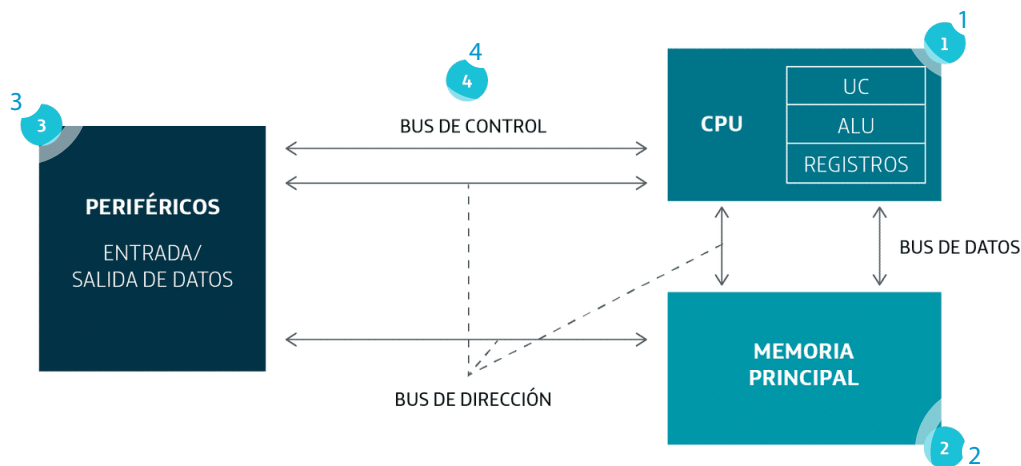 1
1
4
4
3
3
BUS DE CONTROL
CPU
UC
ALU
REGISTROS
PERIFÉRICOS
ENTRADA/
SALIDA DE DATOS
BUS DE DATOS
MEMORIA
PRINCIPAL
BUS DE DIRECCIÓN
2
2